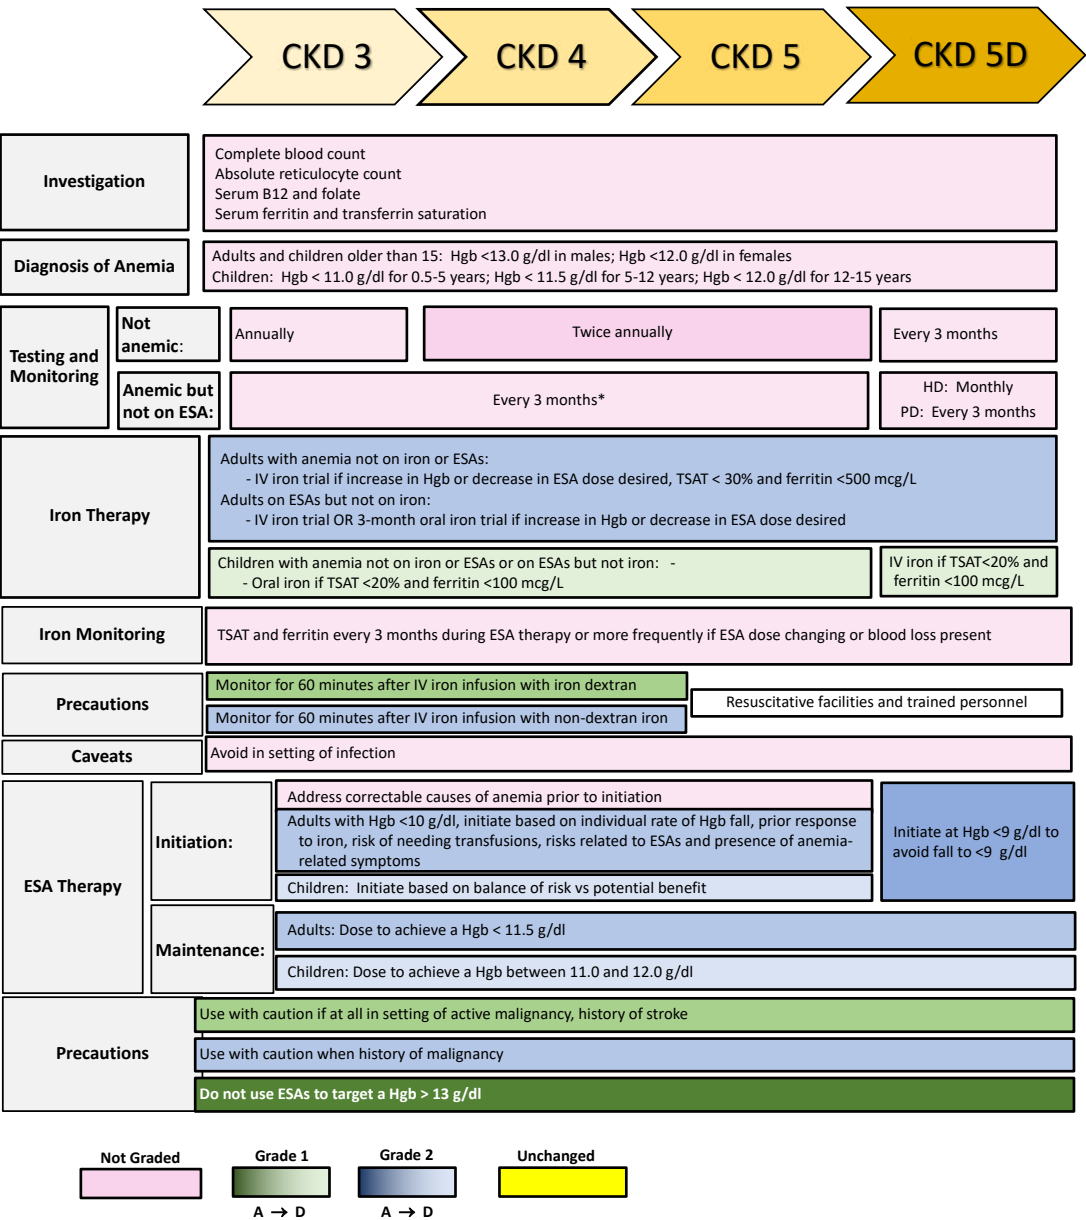 CKD 3
CKD 4
CKD 5
CKD 5D
Investigation
Complete blood count
Absolute reticulocyte count
Serum B12 and folate
Serum ferritin and transferrin saturation
Diagnosis of Anemia
Adults and children older than 15: Hgb <13.0 g/dl in males; Hgb <12.0 g/dl in females
Children: Hgb < 11.0 g/dl for 0.5-5 years; Hgb < 11.5 g/dl for 5-12 years; Hgb < 12.0 g/dl for 12-15 years
Testing and
Monitoring
Not
anemic:
Annually
Twice annually
Every 3 months
Anemic but
not on ESA:
Every 3 months*
HD: Monthly
PD: Every 3 months
Iron Therapy
Adults with anemia not on iron or ESAs:
- IV iron trial if increase in Hgb or decrease in ESA dose desired, TSAT < 30% and ferritin <500 mcg/L
Adults on ESAs but not on iron:
- IV iron trial OR 3-month oral iron trial if increase in Hgb or decrease in ESA dose desired
Children with anemia not on iron or ESAs or on ESAs but not iron: -
- Oral iron if TSAT <20% and ferritin <100 mcg/L
IV iron if TSAT<20% and
ferritin <100 mcg/L
Iron Monitoring
TSAT and ferritin every 3 months during ESA therapy or more frequently if ESA dose changing or blood loss present
Precautions
Monitor for 60 minutes after IV iron infusion with iron dextran
Monitor for 60 minutes after IV iron infusion with non-dextran iron
Resuscitative facilities and trained personnel
Caveats
Avoid in setting of infection
ESA Therapy
Initiation:
Address correctable causes of anemia prior to initiation
Adults with Hgb <10 g/dl, initiate based on individual rate of Hgb fall, prior response
to iron, risk of needing transfusions, risks related to ESAs and presence of anemia-
related symptoms
Children: Initiate based on balance of risk vs potential benefit
Initiate at Hgb <9 g/dl to
avoid fall to <9 g/dl
Maintenance:
Adults: Dose to achieve a Hgb < 11.5 g/dl
Children: Dose to achieve a Hgb between 11.0 and 12.0 g/dl
Precautions
Use with caution if at all in setting of active malignancy, history of stroke
Use with caution when history of malignancy
Do not use ESAs to target a Hgb > 13 g/dl
Not Graded
Grade 1
Grade 2
Unchanged
A → D
A → D